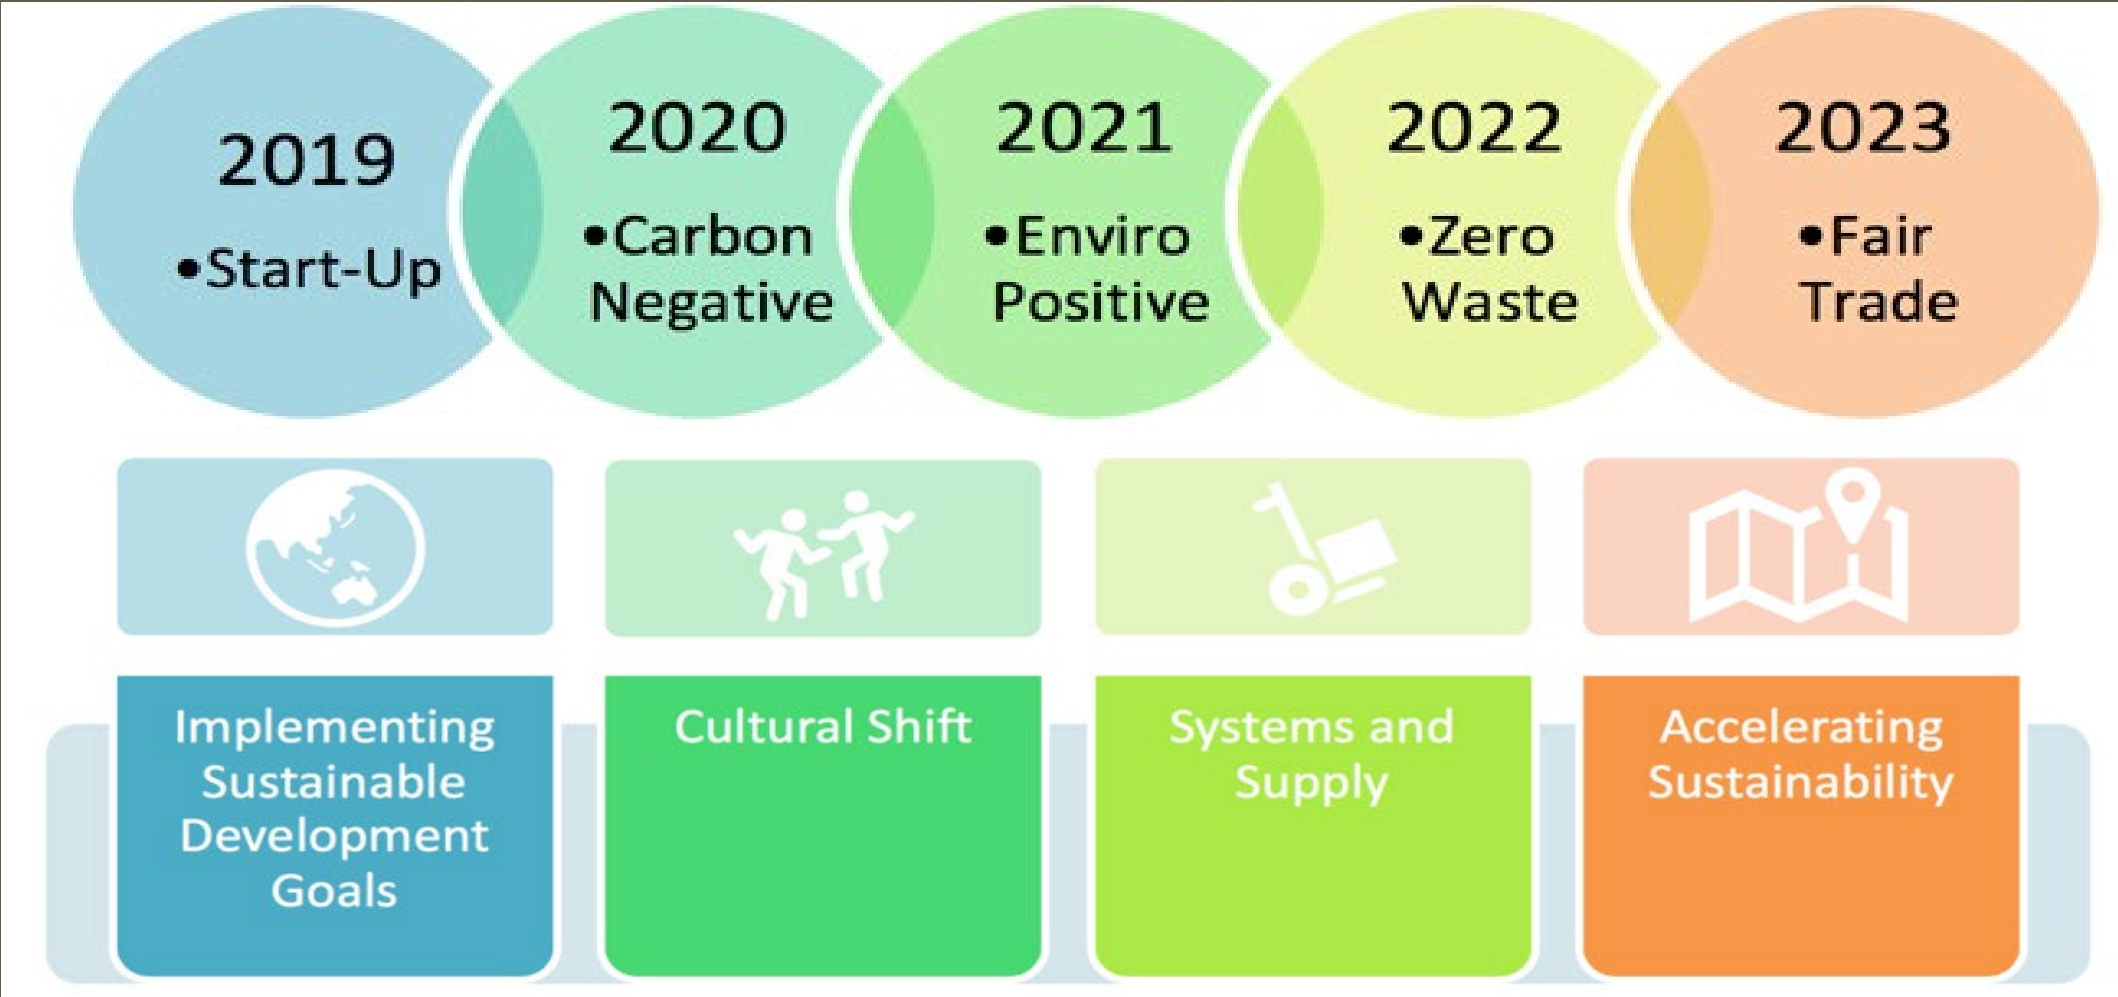 2019
•Start-Up
2020
•Carbon
Negative
2021
•Enviro
Positive
2022
•Zero
Waste
2023
•Fair
Trade
Implementing
Sustainable
Development
Goals
Cultural Shift
Systems and
Supply
Accelerating
Sustainability